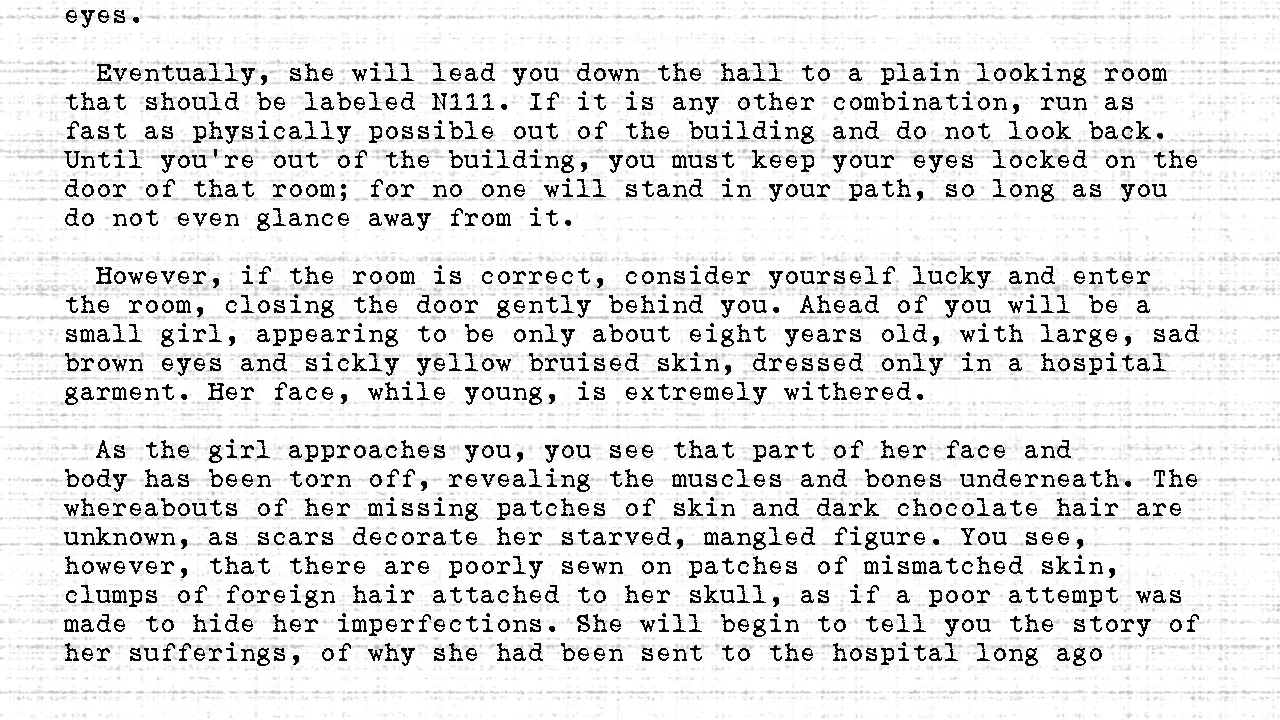 eyes.
Eventually, she will lead you down the hall to a plain looking room
that should be labeled N111. If it is any other combination, run as
fast as physically possible out of the building and do not look back.
Until you're out of the building, you must keep your eyes locked on the
door of that room; for no one will stand in your path, so long as you
do not even glance away from it.
However, if the room is correct, consider yourself lucky and enter
the room, closing the door gently behind you. Ahead of you will be a
small girl, appearing to be only about eight years old, with large, sad
brown eyes and sickly yellow bruised skin, dressed only in a hospital
garment. Her face, while young, is extremely withered.
As the girl approaches you, you see that part of her face and
body has been torn off, revealing the muscles and bones underneath. The
whereabouts of her missing patches of skin and dark chocolate hair are
unknown, as scars decorate her starved, mangled figure. You see,
however, that there are poorly sewn on patches of mismatched skin,
clumps of foreign hair attached to her skull, as if a poor attempt was
made to hide her imperfections. She will begin to tell you the story of
her sufferings, of why she had been sent to the hospital long ago